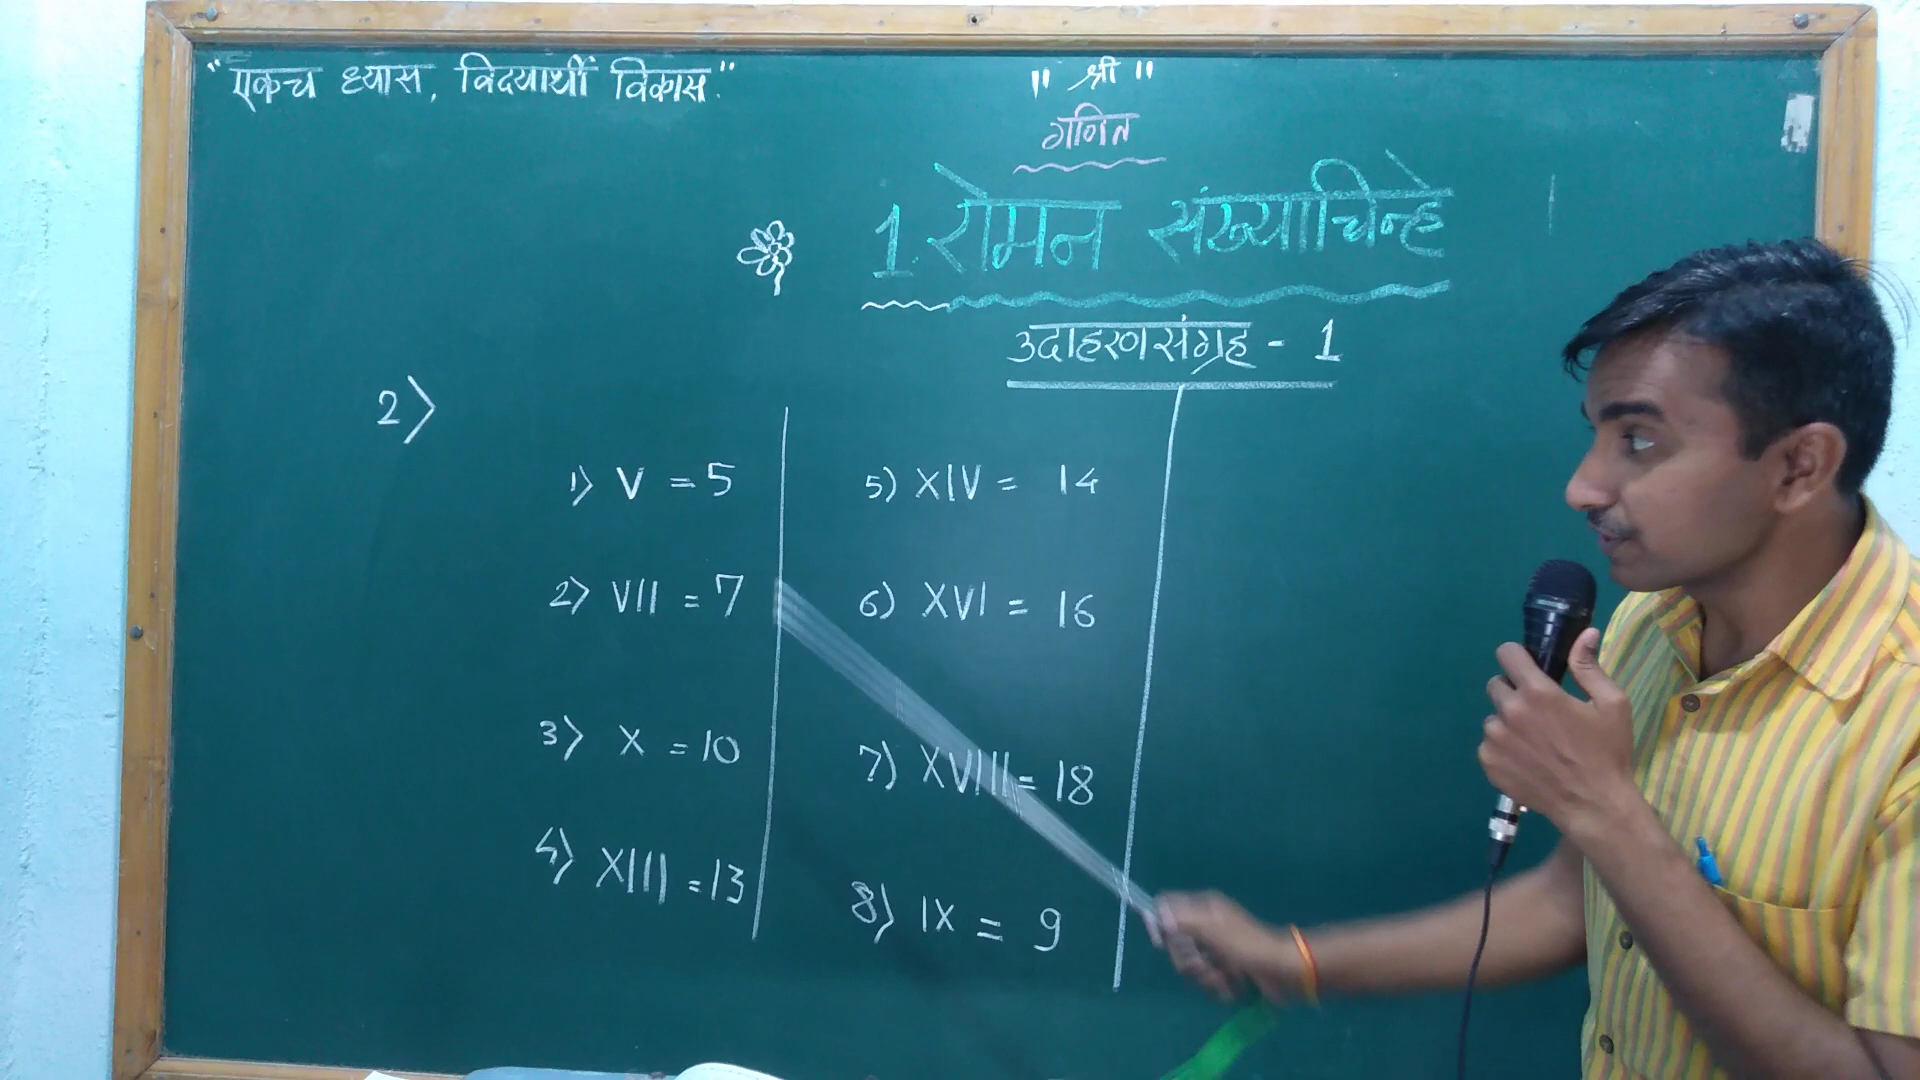 "एकच ध्यास, विदयार्थी विकास."
" श्री "
गणित
1. रोमन संख्याचिन्हे
उदाहरणसंग्रह - 1
2)
1) V = 5
2) VII = 7
3) X = 10
4) XIII = 13
5) XIV = 14
6) XVI = 16
7) XVIII = 18
8) IX = 9